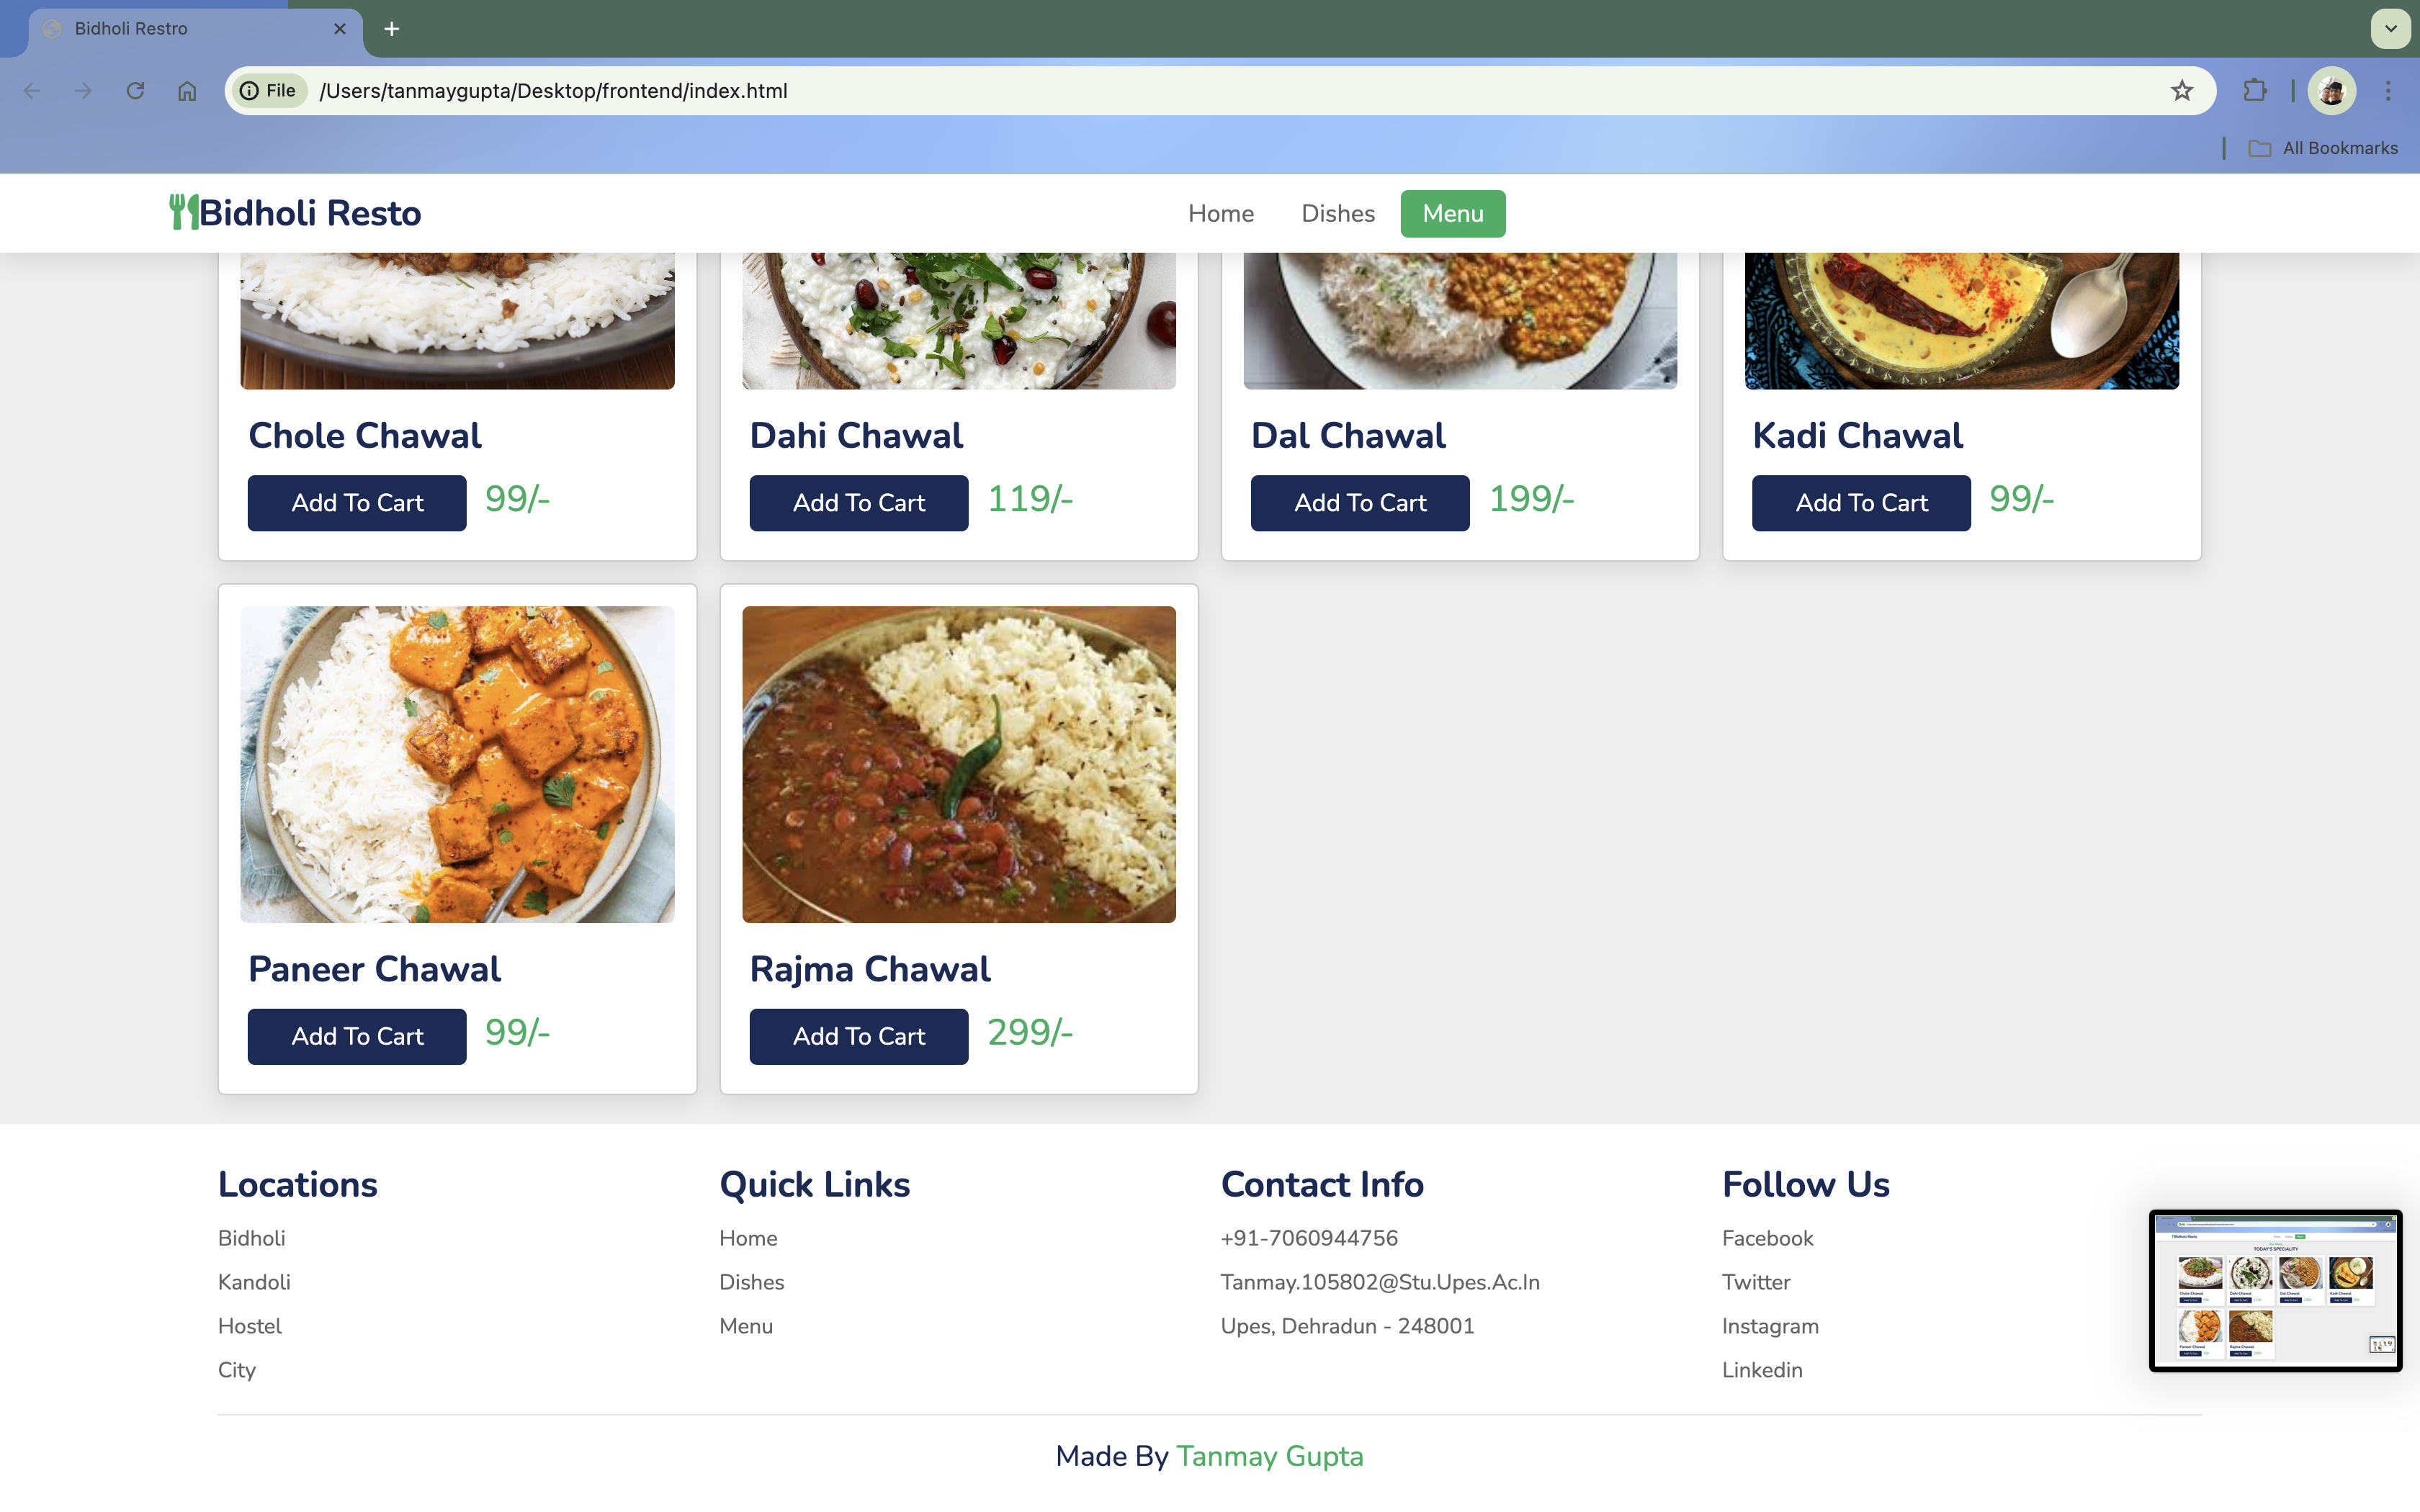 Bidholi Restro
File /Users/tanmaygupta/Desktop/frontend/index.html
All Bookmarks
Bidholi Resto
Home Dishes Menu
Chole Chawal Dahi Chawal Dal Chawal Kadi Chawal
Add To Cart 99/- Add To Cart 119/- Add To Cart 199/- Add To Cart 99/-
Paneer Chawal Rajma Chawal
Add To Cart 99/- Add To Cart 299/-
Locations Quick Links Contact Info Follow Us
Bidholi Home +91-7060944756 Facebook
Kandoli Dishes Tanmay.105802@Stu.Upes.Ac.In Twitter
Hostel Menu Upes, Dehradun - 248001 Instagram
City Linkedin
TODAY'S SPECIALITY
Made By Tanmay Gupta